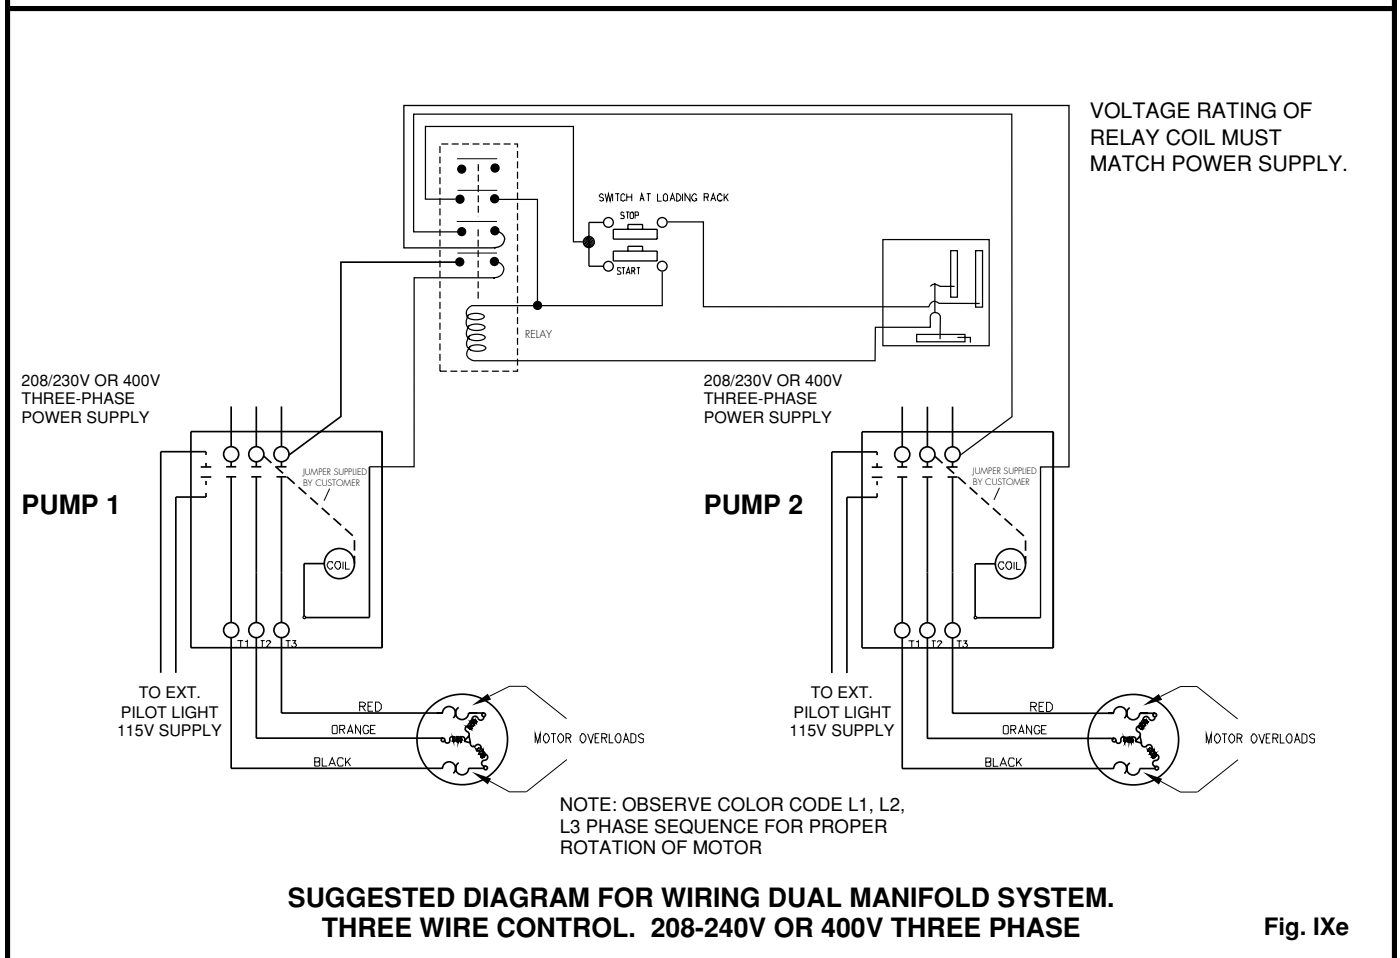 VOLTAGE RATING OF
RELAY COIL MUST
MATCH POWER SUPPLY.
SWITCH AT LOADING RACK
STOP
START
RELAY
208/230V OR 400V
THREE-PHASE
POWER SUPPLY
208/230V OR 400V
THREE-PHASE
POWER SUPPLY
JUMPER SUPPLIED
BY CUSTOMER
JUMPER SUPPLIED
BY CUSTOMER
PUMP 1
PUMP 2
COIL
COIL
T1 T2 T3
T1 T2 T3
TO EXT.
PILOT LIGHT
115V SUPPLY
RED
ORANGE
BLACK
MOTOR OVERLOADS
TO EXT.
PILOT LIGHT
115V SUPPLY
RED
ORANGE
BLACK
MOTOR OVERLOADS
NOTE: OBSERVE COLOR CODE L1, L2,
L3 PHASE SEQUENCE FOR PROPER
ROTATION OF MOTOR
SUGGESTED DIAGRAM FOR WIRING DUAL MANIFOLD SYSTEM.
THREE WIRE CONTROL. 208-240V OR 400V THREE PHASE
Fig. IXe